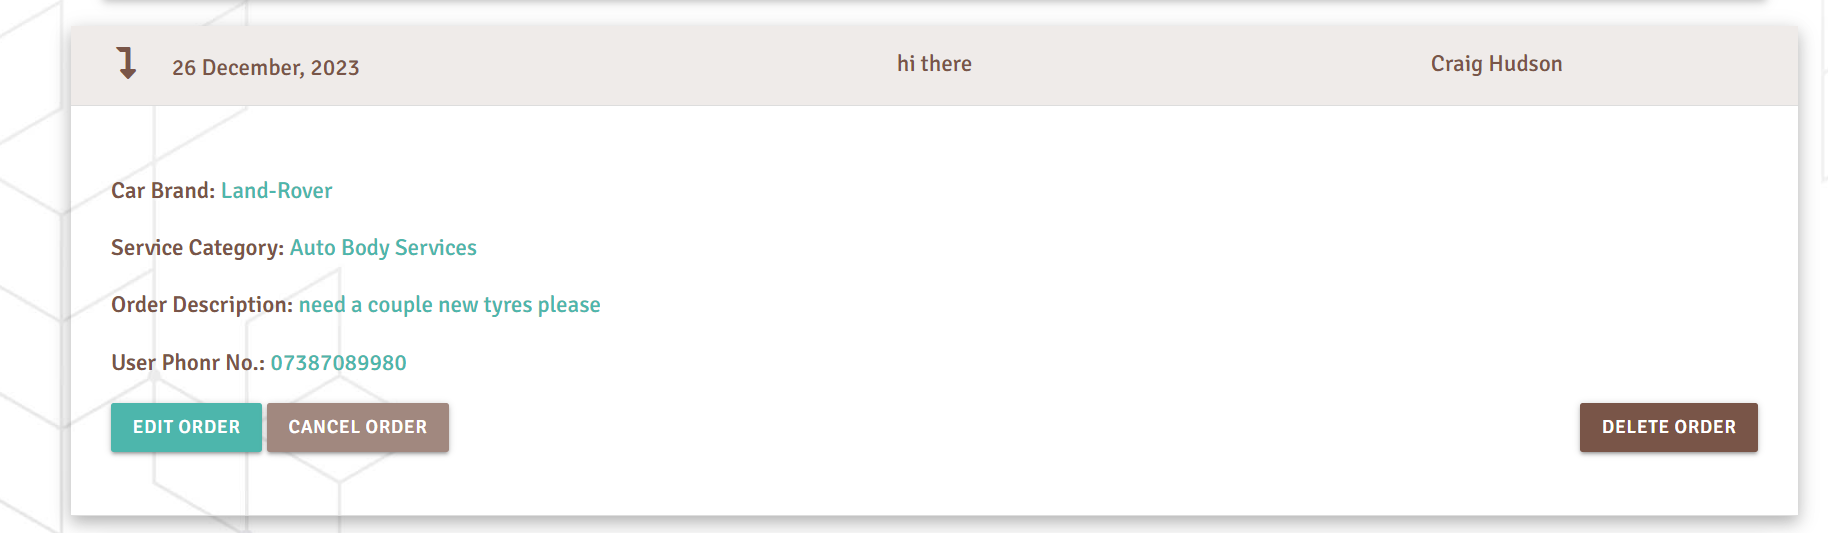 26 December, 2023 hi there Craig Hudson
Car Brand: Land-Rover
Service Category: Auto Body Services
Order Description: need a couple new tyres please
User Phonr No.: 07387089980
EDIT ORDER CANCEL ORDER DELETE ORDER